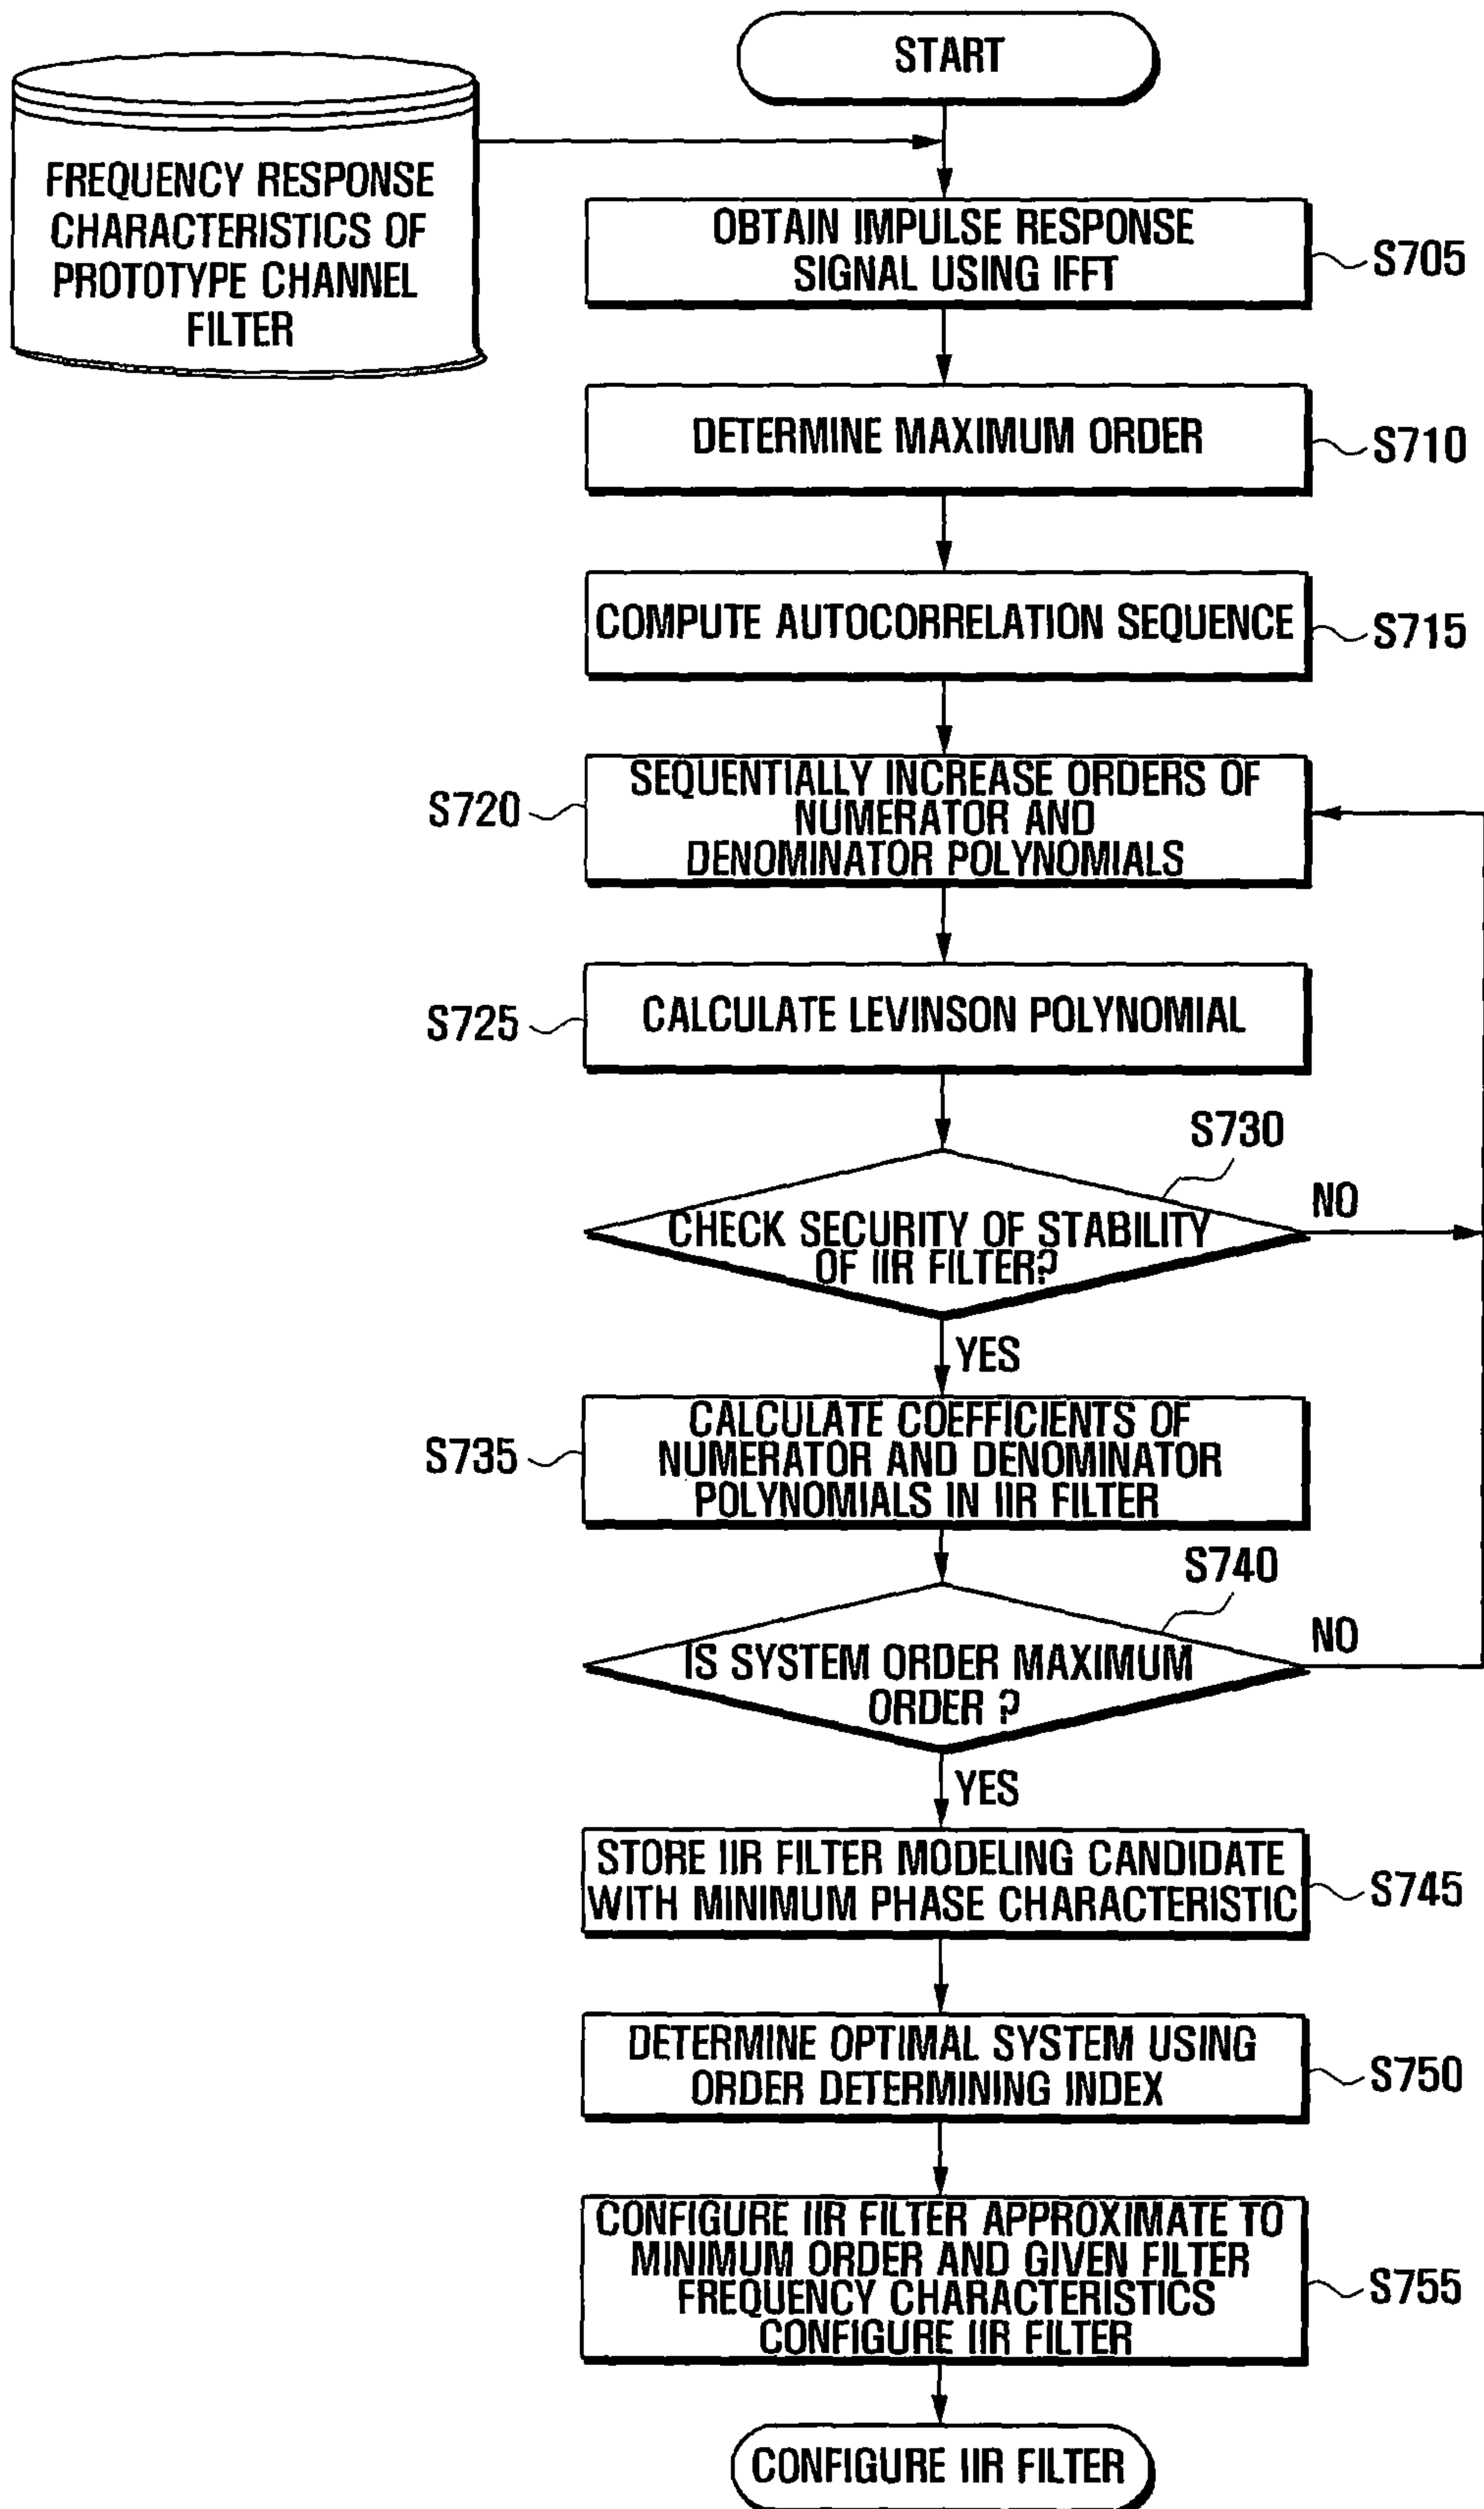 START
FREQUENCY RESPONSE
CHARACTERISTICS OF
PROTOTYPE CHANNEL
FILTER
OBTAIN IMPULSE RESPONSE
SIGNAL USING IFFT
S705
DETERMINE MAXIMUM ORDER
S710
COMPUTE AUTOCORRELATION SEQUENCE
S715
SEQUENTIALLY INCREASE ORDERS OF
NUMERATOR AND
DENOMINATOR POLYNOMIALS
S720
CALCULATE LEVINSON POLYNOMIAL
S725
S730
CHECK SECURITY OF STABILITY
OF IIR FILTER?
NO
YES
CALCULATE COEFFICIENTS OF
NUMERATOR AND DENOMINATOR
POLYNOMIALS IN IIR FILTER
S735
S740
IS SYSTEM ORDER MAXIMUM
ORDER ?
NO
YES
STORE IIR FILTER MODELING CANDIDATE
WITH MINIMUM PHASE CHARACTERISTIC
S745
DETERMINE OPTIMAL SYSTEM USING
ORDER DETERMINING INDEX
S750
CONFIGURE IIR FILTER APPROXIMATE TO
MINIMUM ORDER AND GIVEN FILTER
FREQUENCY CHARACTERISTICS
CONFIGURE IIR FILTER
S755
CONFIGURE IIR FILTER